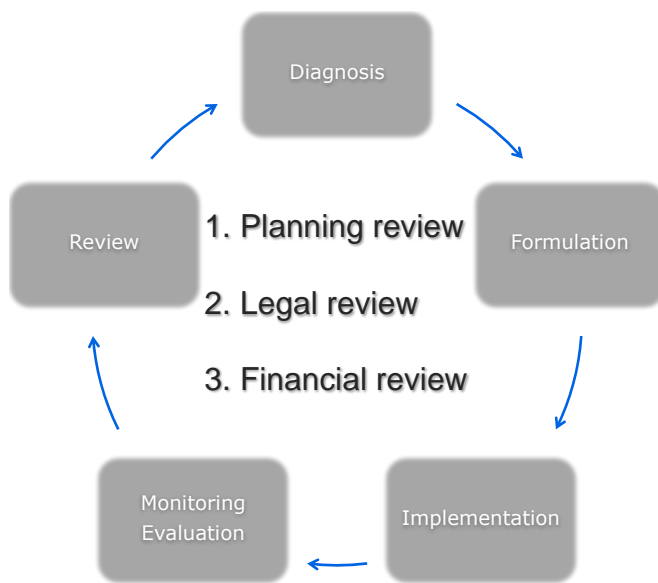 Diagnosis
Review
Formulation
1. Planning review
2. Legal review
3. Financial review
Monitoring
Evaluation
Implementation